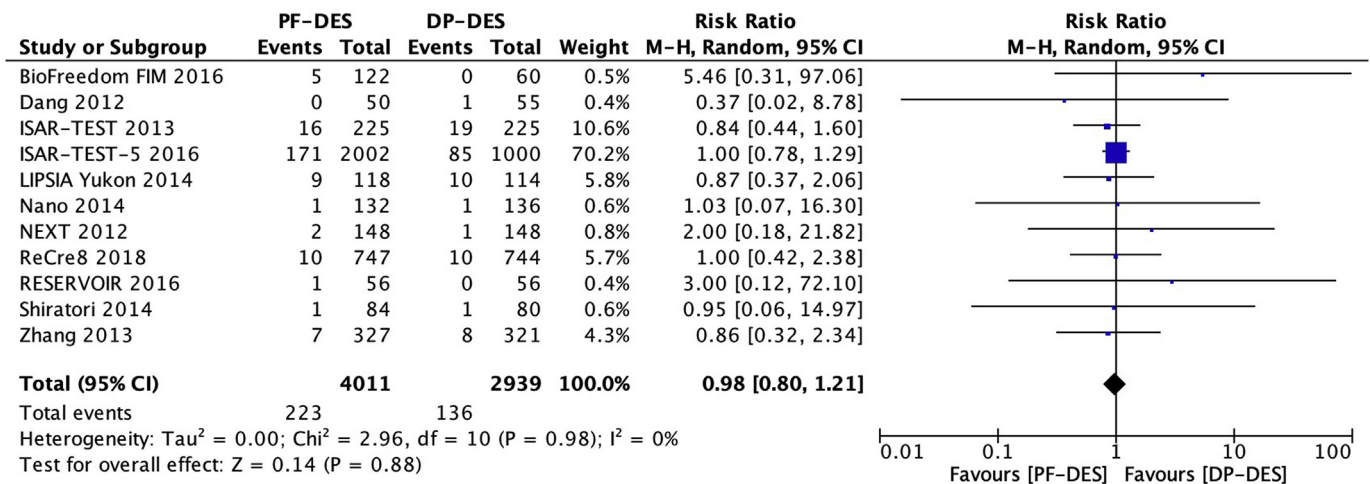 PF-DES DP-DES Risk Ratio Risk Ratio
Study or Subgroup Events Total Events Total Weight M-H, Random, 95% CI M-H, Random, 95% CI
BioFreedom FIM 2016 5 122 0 60 0.5% 5.46 [0.31, 97.06]
Dang 2012 0 50 1 55 0.4% 0.37 [0.02, 8.78]
ISAR-TEST 2013 16 225 19 225 10.6% 0.84 [0.44, 1.60]
ISAR-TEST-5 2016 171 2002 85 1000 70.2% 1.00 [0.78, 1.29]
LIPSIA Yukon 2014 9 118 10 114 5.8% 0.87 [0.37, 2.06]
Nano 2014 1 132 1 136 0.6% 1.03 [0.07, 16.30]
NEXT 2012 2 148 1 148 0.8% 2.00 [0.18, 21.82]
ReCre8 2018 10 747 10 744 5.7% 1.00 [0.42, 2.38]
RESERVOIR 2016 1 56 0 56 0.4% 3.00 [0.12, 72.10]
Shiratori 2014 1 84 1 80 0.6% 0.95 [0.06, 14.97]
Zhang 2013 7 327 8 321 4.3% 0.86 [0.32, 2.34]
Total (95% CI) 4011 2939 100.0% 0.98 [0.80, 1.21]
Total events 223 136
Heterogeneity: Tau² = 0.00; Chi² = 2.96, df = 10 (P = 0.98); I² = 0%
Test for overall effect: Z = 0.14 (P = 0.88)
0.01 0.1 1 10 100
Favours [PF-DES] Favours [DP-DES]